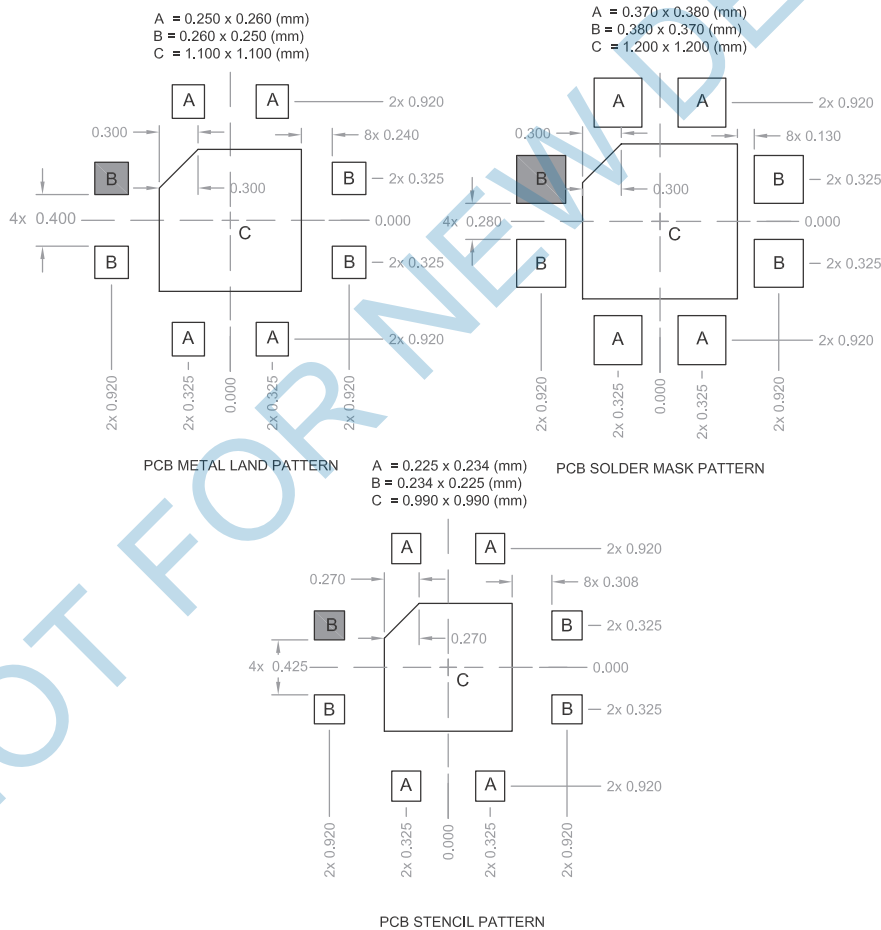 A = 0.250 x 0.260 (mm)
B = 0.260 x 0.250 (mm)
C = 1.100 x 1.100 (mm)
A A 2x 0.920
0.300 8x 0.240
B B 2x 0.325
0.300
4x 0.400 0.000
C
B B 2x 0.325
A A 2x 0.920
2x 0.920 2x 0.325 0.000 2x 0.325 2x 0.920
PCB METAL LAND PATTERN
A = 0.370 x 0.380 (mm)
B = 0.380 x 0.370 (mm)
C = 1.200 x 1.200 (mm)
A A 2x 0.920
0.300 8x 0.130
B B 2x 0.325
0.300
4x 0.280 0.000
C
B B 2x 0.325
A A 2x 0.920
2x 0.920 2x 0.325 0.000 2x 0.325 2x 0.920
PCB SOLDER MASK PATTERN
A = 0.225 x 0.234 (mm)
B = 0.234 x 0.225 (mm)
C = 0.990 x 0.990 (mm)
A A 2x 0.920
0.270 8x 0.308
B B 2x 0.325
0.270
4x 0.425 0.000
C
B B 2x 0.325
A A 2x 0.920
2x 0.920 2x 0.325 0.000 2x 0.325 2x 0.920
PCB STENCIL PATTERN
NOT FOR NEW DE